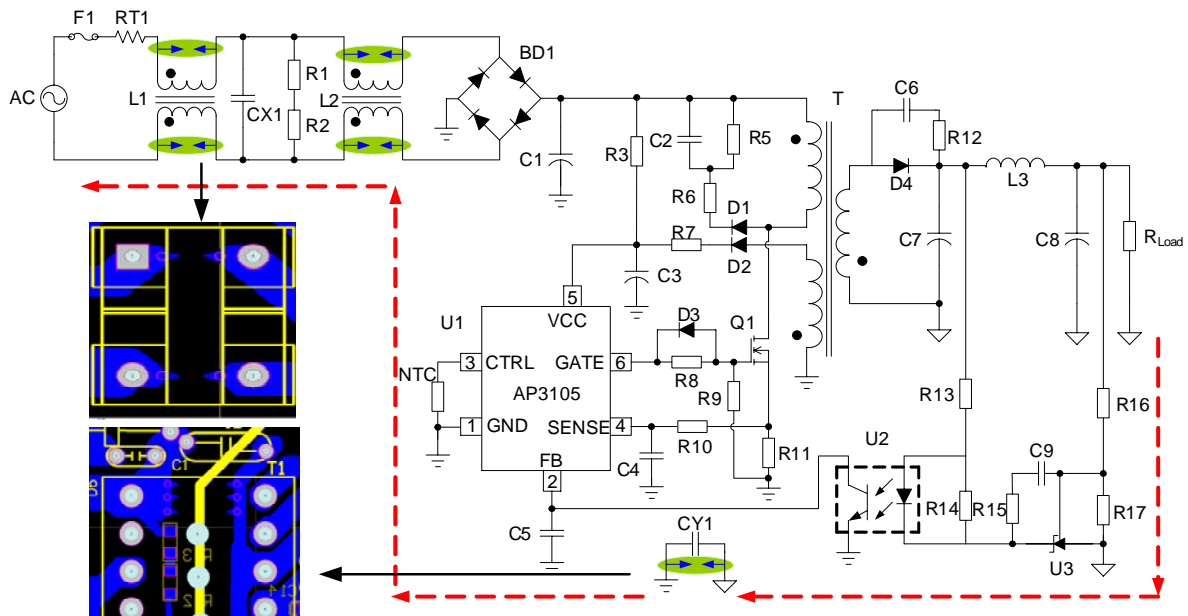 F1
RT1
AC
L1
CX1
R1
R2
L2
BD1
C1
R3
C2
R5
R6
D1
R7
D2
C3
T
C6
R12
D4
L3
C7
C8
RLoad
U1
5
VCC
3
CTRL
GATE
6
AP3105
1
GND
SENSE
4
FB
2
NTC
D3
R8
Q1
R9
R10
R11
C4
C5
CY1
U2
R13
R14
R15
C9
R16
R17
U3
C1
T1